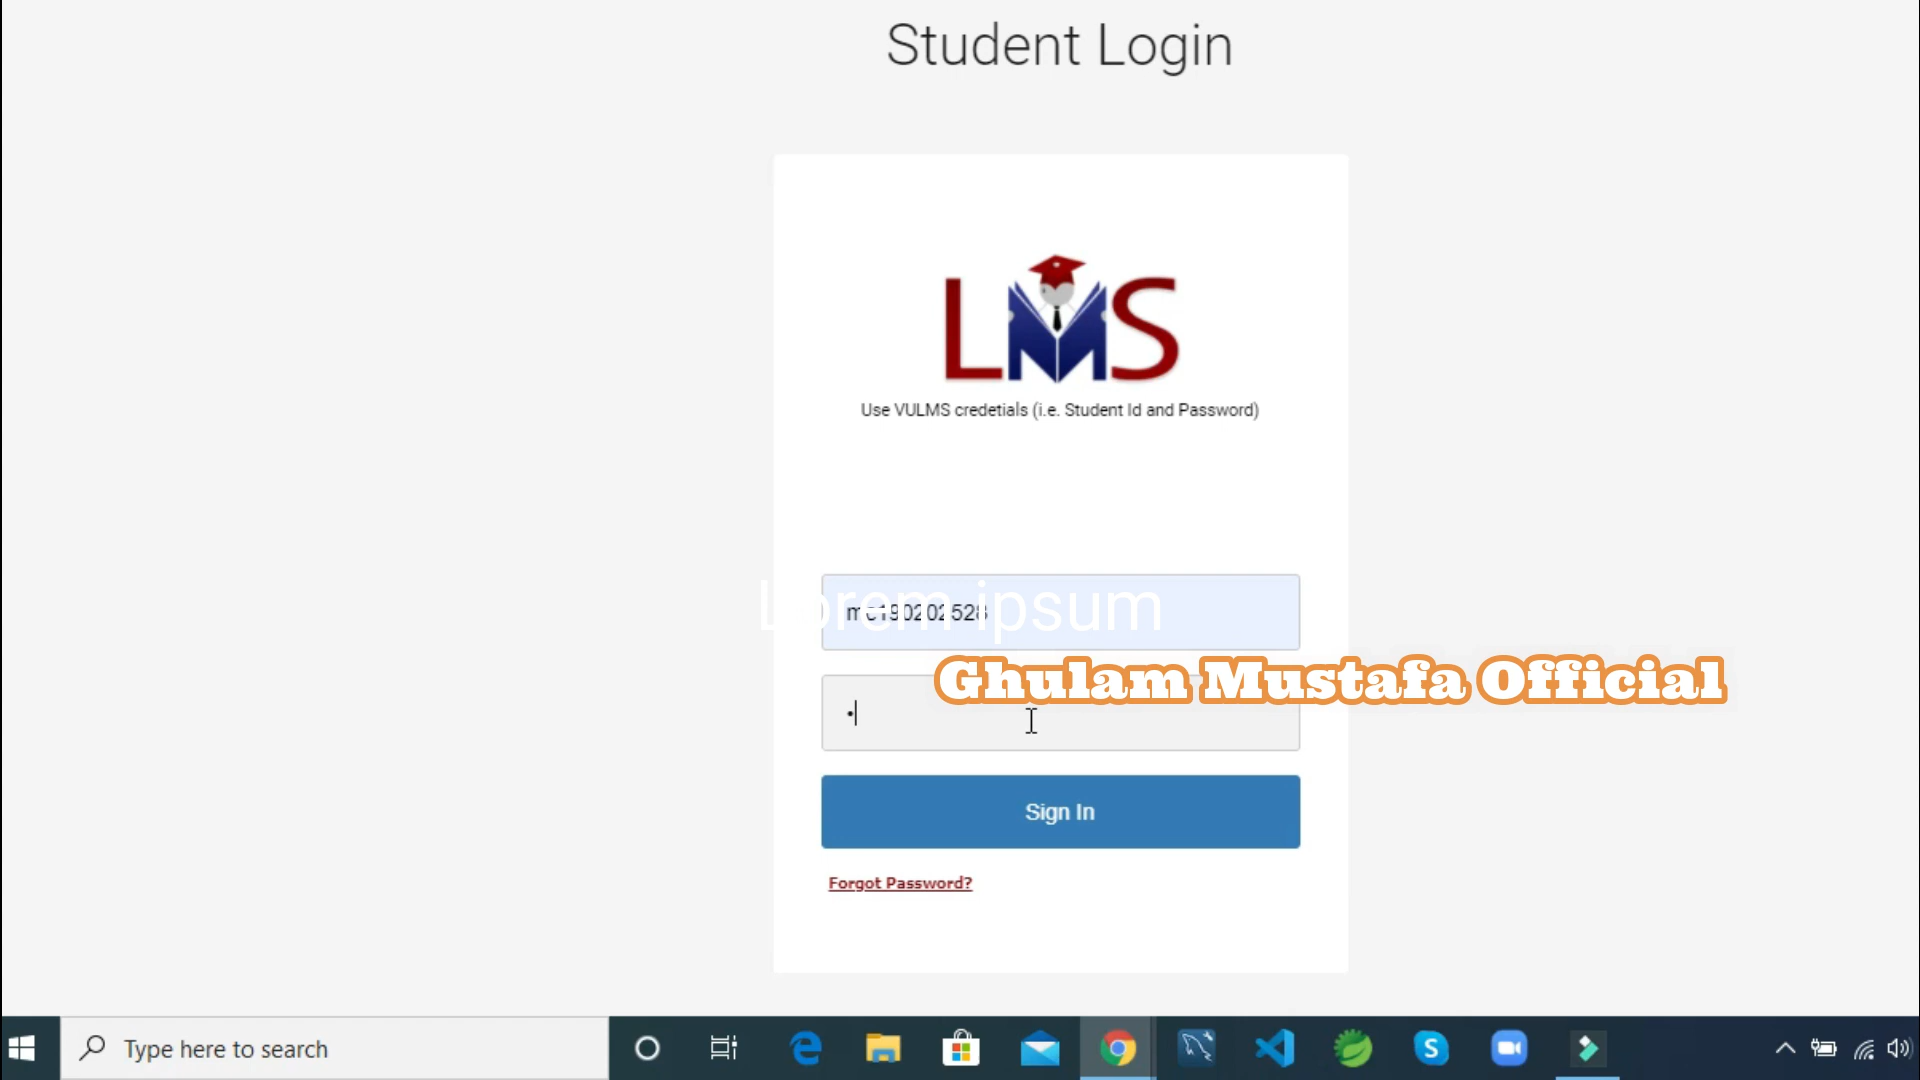 Student Login
LMS
Use VULMS credetials (i.e. Student Id and Password)
Lorem ipsum
mc190202528
Ghulam Mustafa Official
Sign In
Forgot Password?
Type here to search